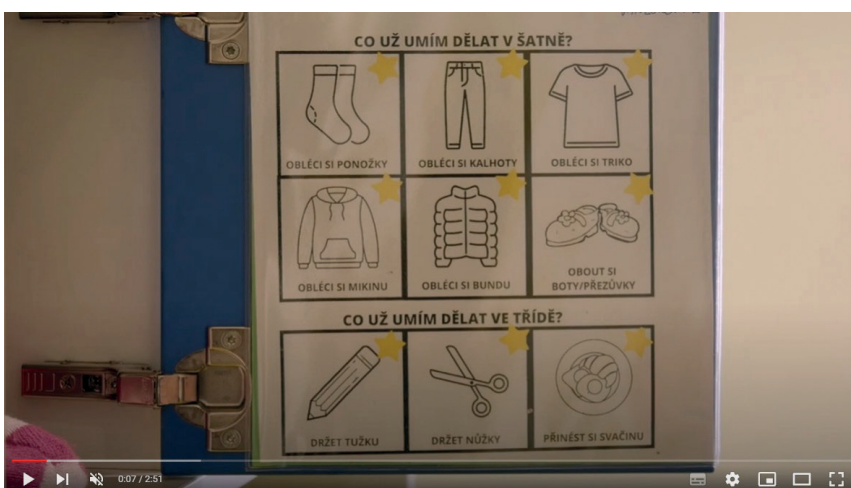 CO UŽ UMÍM DĚLAT V ŠATNĚ?
OBLÉCI SI PONOŽKY
OBLÉCI SI KALHOTY
OBLÉCI SI TRIKO
OBLÉCI SI MIKINU
OBLÉCI SI BUNDU
OBOUT SI
BOTY/PŘEZŮVKY
CO UŽ UMÍM DĚLAT VE TŘÍDĚ?
DRŽET TUŽKU
DRŽET NŮŽKY
PŘINÉST SI SVAČINU
0:07 / 2:51